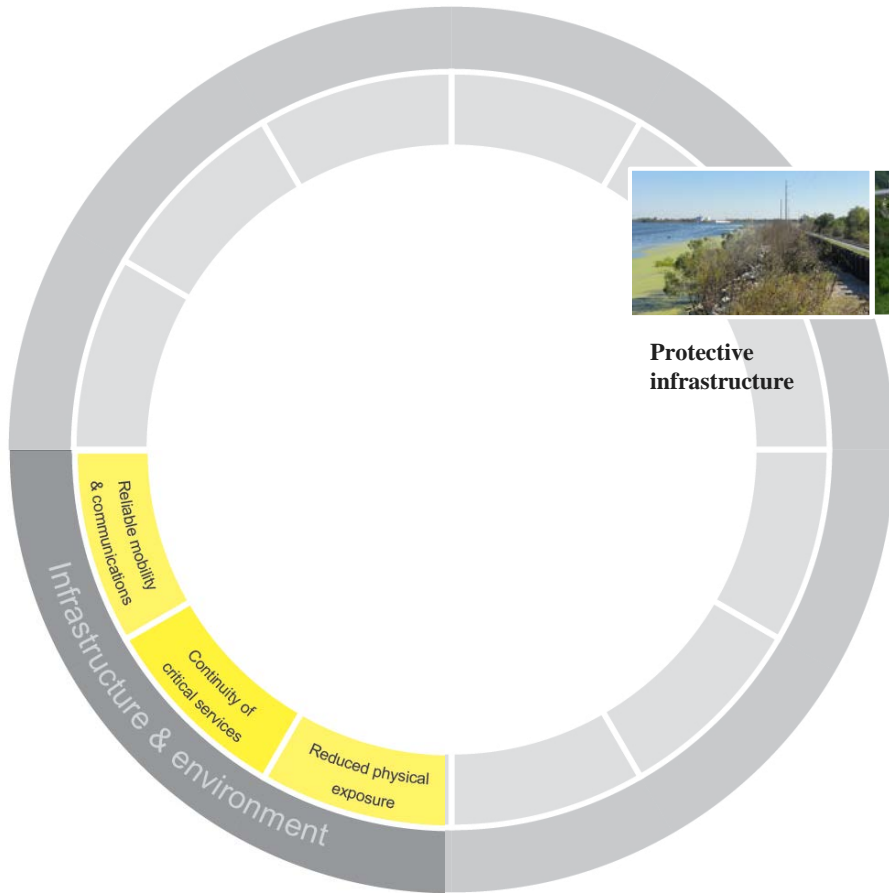 Protective
infrastructure
Reliable mobility
& communications
Continuity of
critical services
Reduced physical
exposure
Infrastructure & environment